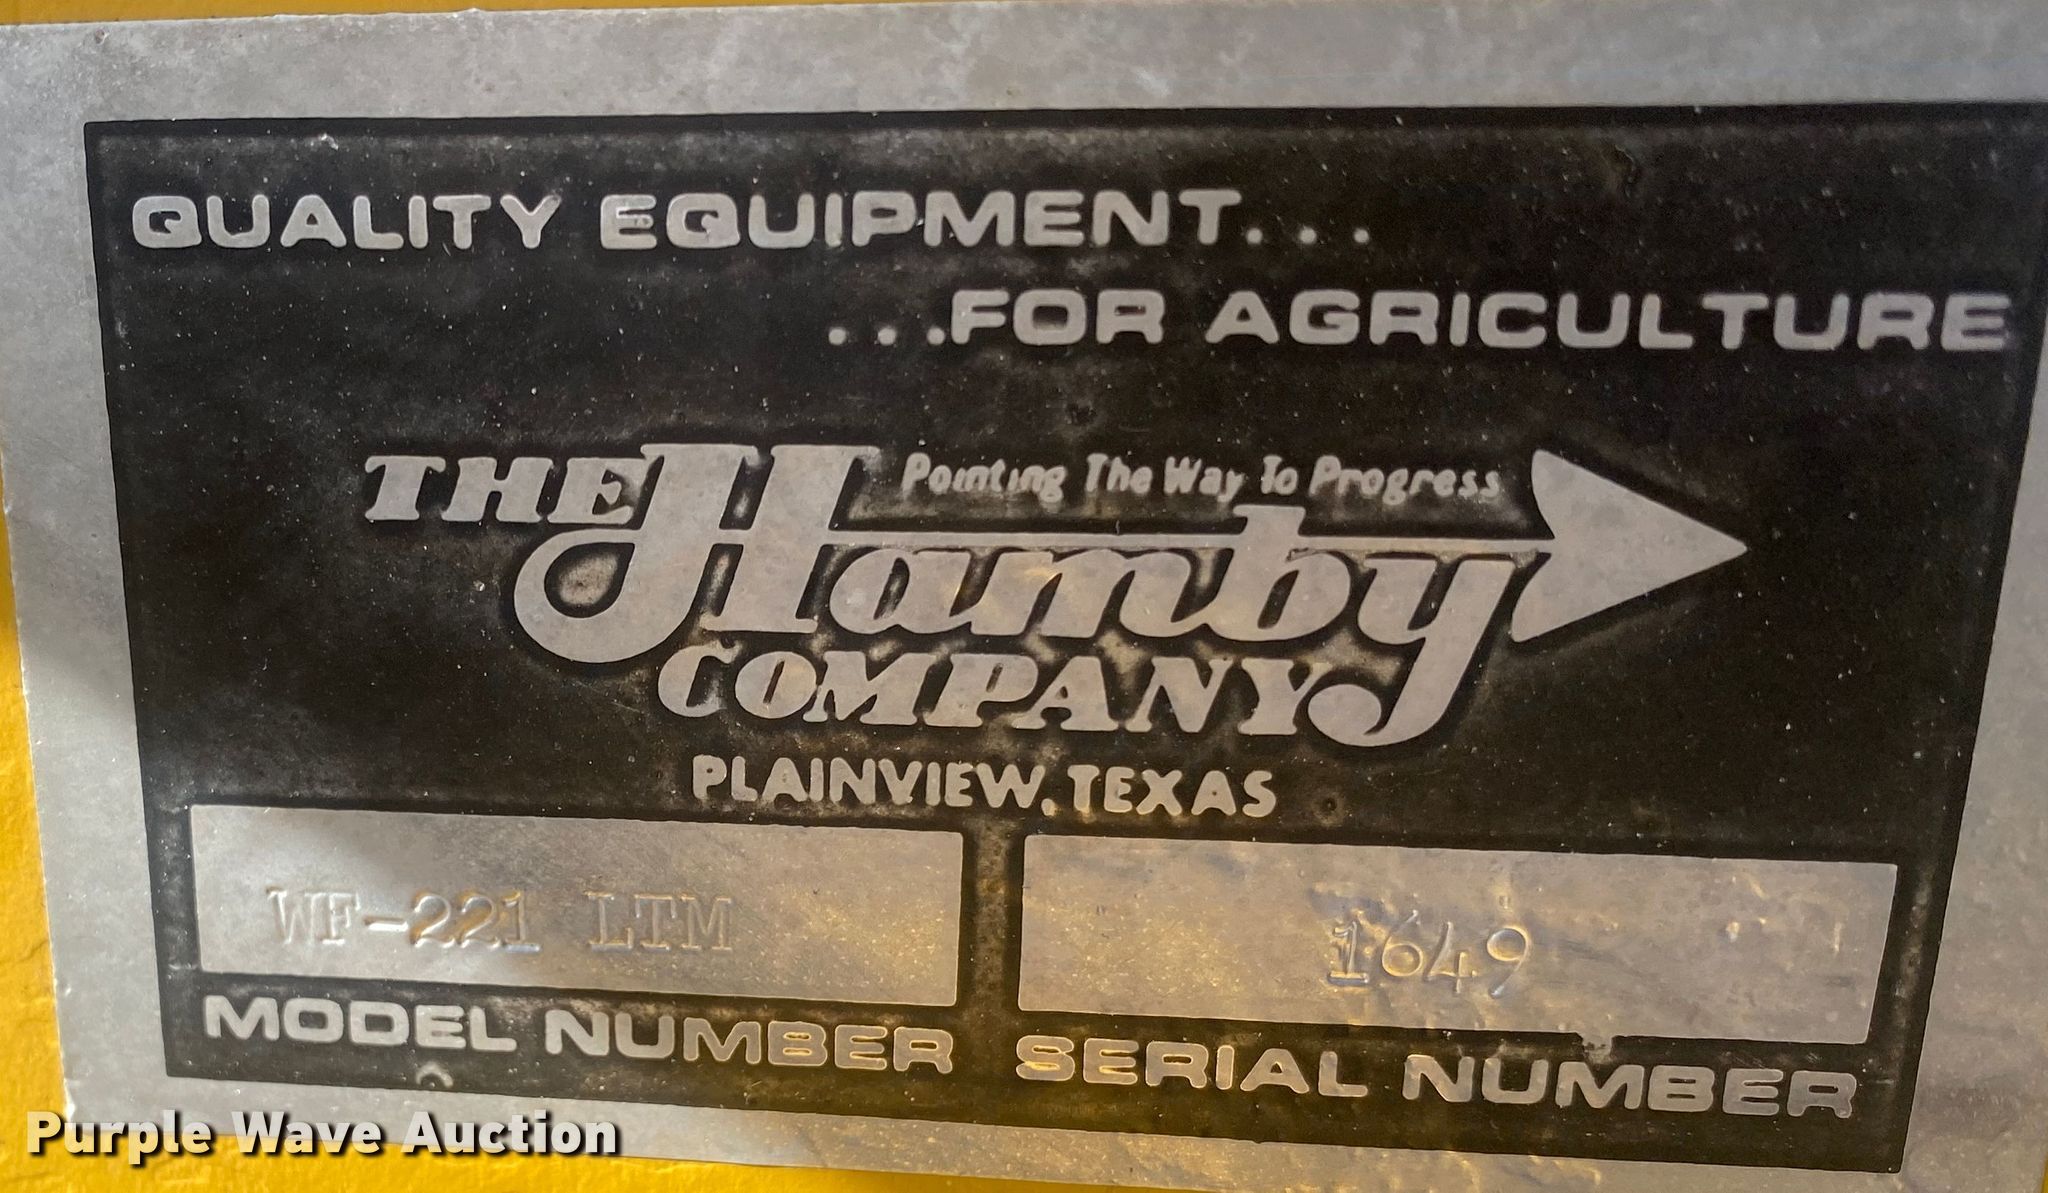 QUALITY EQUIPMENT...
...FOR AGRICULTURE
Pointing The Way To Progress
THE Hamby
COMPANY
PLAINVIEW, TEXAS
WF-221 LTM
1649
MODEL NUMBER
SERIAL NUMBER
Purple Wave Auction